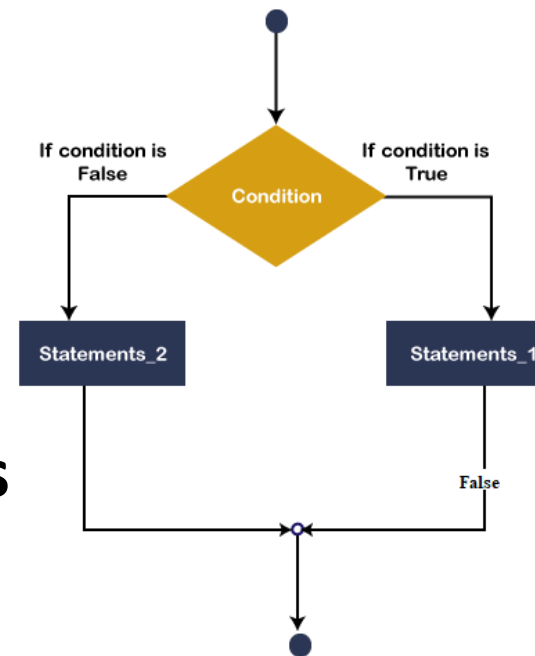 If condition is
False
If condition is
True
Condition
Statements_2
Statements_1
s
False